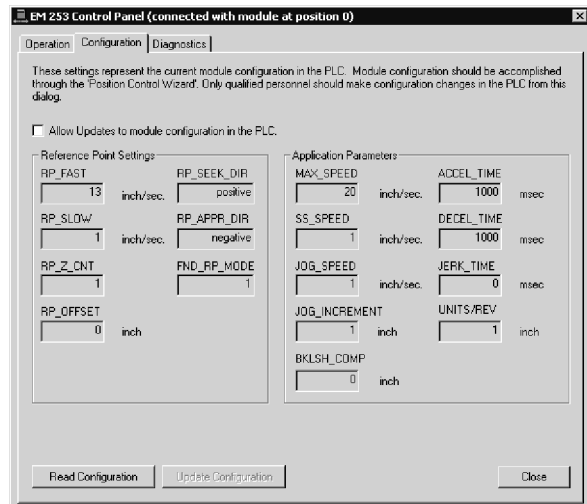 EM 253 Control Panel (connected with module at position 0)
Operation Configuration Diagnostics
These settings represent the current module configuration in the PLC. Module configuration should be accomplished
through the 'Position Control Wizard'. Only qualified personnel should make configuration changes in the PLC from this
dialog.
Allow Updates to module configuration in the PLC.
Reference Point Settings
RP_FAST RP_SEEK_DIR
13 inch/sec. positive
RP_SLOW RP_APPR_DIR
1 inch/sec. negative
RP_Z_CNT FND_RP_MODE
1 1
RP_OFFSET
0 inch
Application Parameters
MAX_SPEED ACCEL_TIME
20 inch/sec. 1000 msec
SS_SPEED DECEL_TIME
1 inch/sec. 1000 msec
JOG_SPEED JERK_TIME
1 inch/sec. 0 msec
JOG_INCREMENT UNITS/REV
1 inch 1 inch
BKLSH_COMP
0 inch
Read Configuration Update Configuration Close